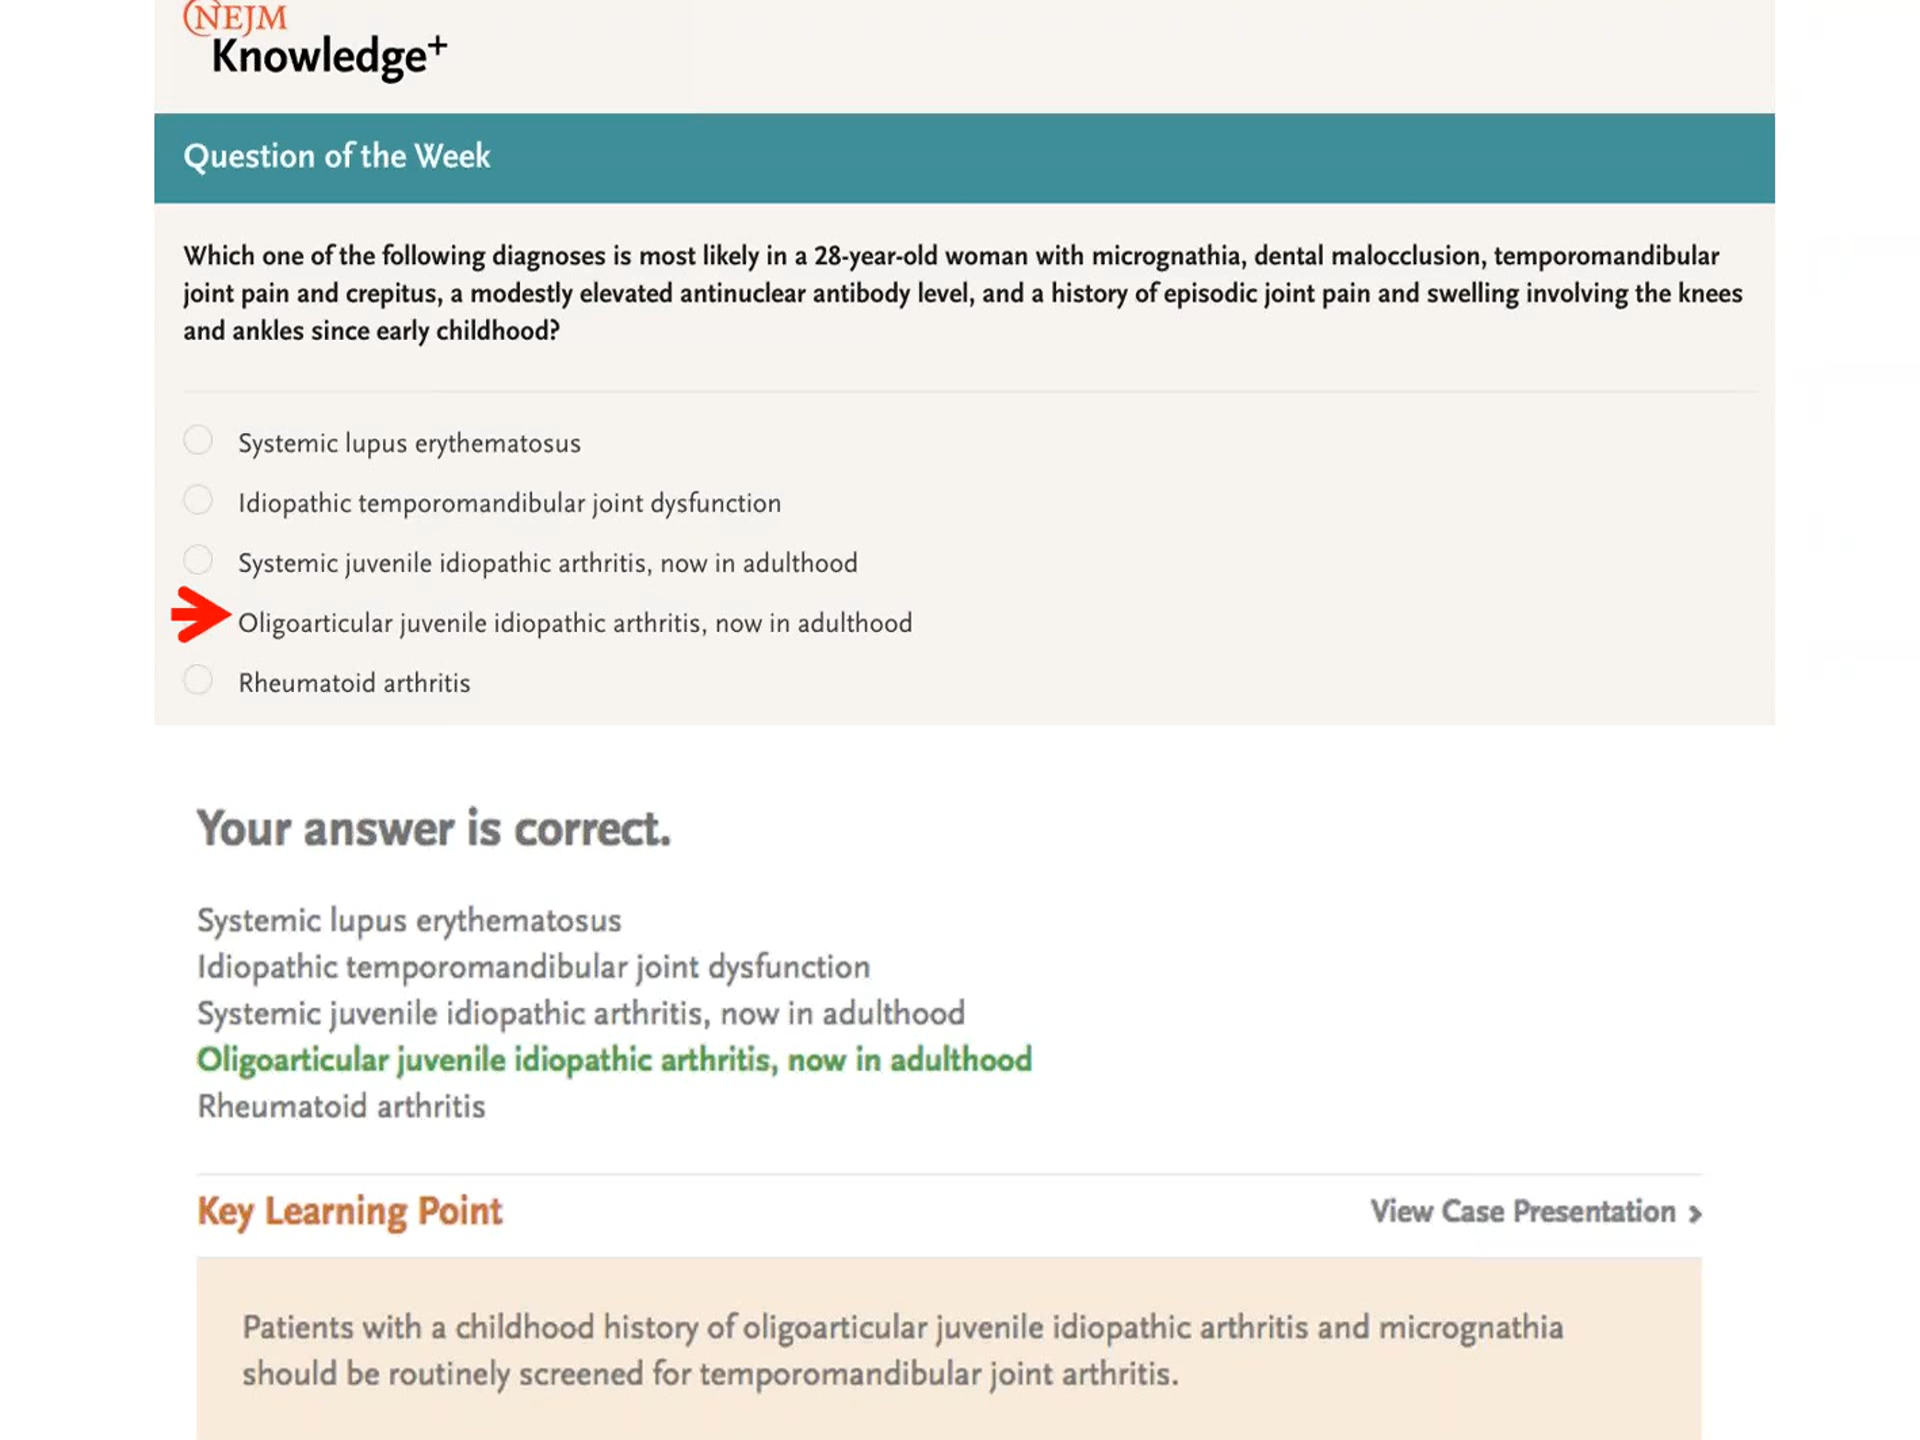 NEJM
Knowledge+
Question of the Week
Which one of the following diagnoses is most likely in a 28-year-old woman with micrognathia, dental malocclusion, temporomandibular
joint pain and crepitus, a modestly elevated antinuclear antibody level, and a history of episodic joint pain and swelling involving the knees
and ankles since early childhood?
Systemic lupus erythematosus
Idiopathic temporomandibular joint dysfunction
Systemic juvenile idiopathic arthritis, now in adulthood
Oligoarticular juvenile idiopathic arthritis, now in adulthood
Rheumatoid arthritis
Your answer is correct.
Systemic lupus erythematosus
Idiopathic temporomandibular joint dysfunction
Systemic juvenile idiopathic arthritis, now in adulthood
Oligoarticular juvenile idiopathic arthritis, now in adulthood
Rheumatoid arthritis
Key Learning Point
View Case Presentation >
Patients with a childhood history of oligoarticular juvenile idiopathic arthritis and micrognathia
should be routinely screened for temporomandibular joint arthritis.